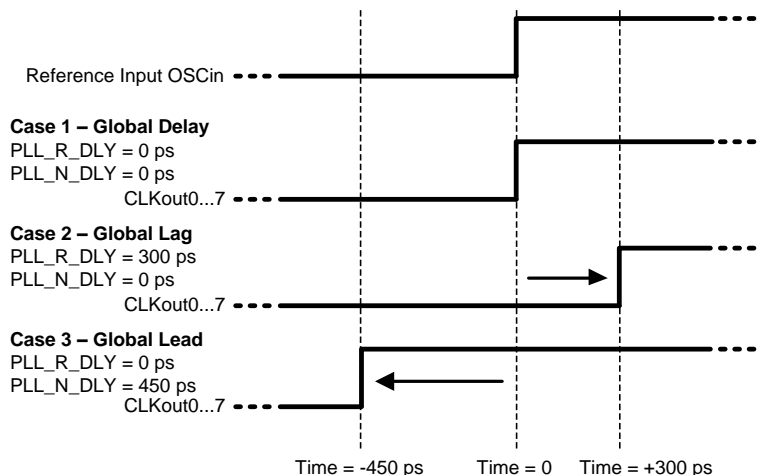 Reference Input OSCin
Case 1 – Global Delay
PLL_R_DLY = 0 ps
PLL_N_DLY = 0 ps
CLKout0...7
Case 2 – Global Lag
PLL_R_DLY = 300 ps
PLL_N_DLY = 0 ps
CLKout0...7
Case 3 – Global Lead
PLL_R_DLY = 0 ps
PLL_N_DLY = 450 ps
CLKout0...7
Time = -450 ps Time = 0 Time = +300 ps